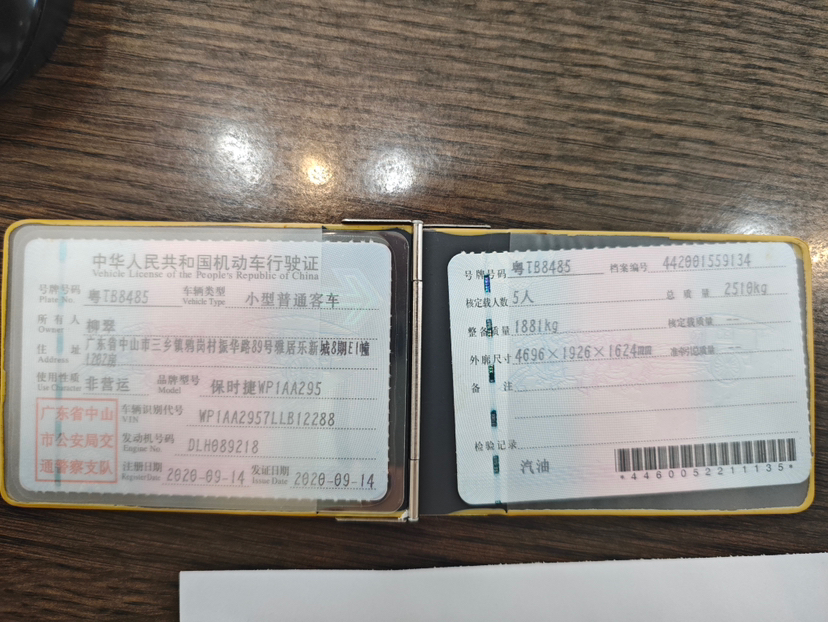 中华人民共和国机动车行驶证
Vehicle License of the People's Republic of China
号牌号码 粤TB8485 车辆类型 小型普通客车
Plate No. Vehicle Type
所有人 柳翠
Owner
住址 广东省中山市三乡镇鸦岗村振华路89号雅居乐新城8期E1幢
Address 1202房
使用性质 非营运 品牌型号 保时捷WP1AA295
Use Character Model
广东省中山
市公安局交
通警察支队
车辆识别代号 WP1AA2957LLB12288
VIN
发动机号码 DLH089218
Engine No.
注册日期 2020-09-14 发证日期 2020-09-14
Register Date Issue Date
号牌号码 粤TB8485 档案编号 442001559134
核定载人数 5人 总质量 2510kg
整备质量 1881kg 核定载质量 --
外廓尺寸 4696×1926×1624mm 准牵引总质量 --
备注
检验记录
汽油
*4460052211135*